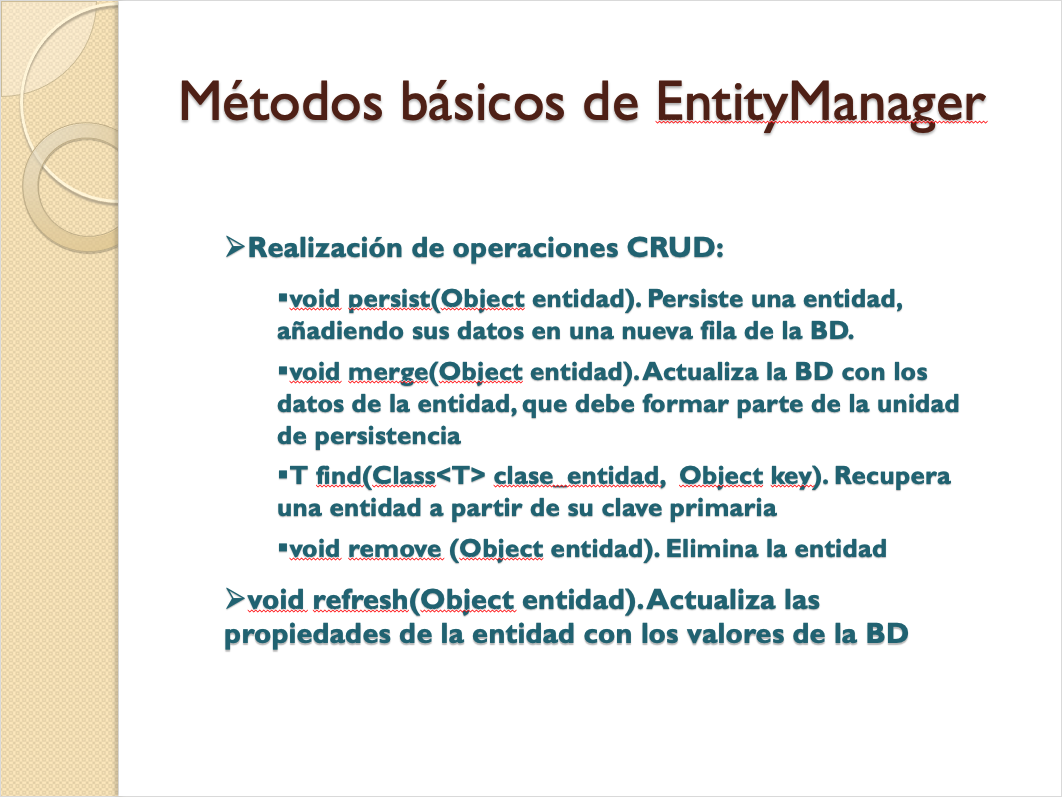 Métodos básicos de EntityManager
➢Realización de operaciones CRUD:
▪void persist(Object entidad). Persiste una entidad,
añadiendo sus datos en una nueva fila de la BD.
▪void merge(Object entidad). Actualiza la BD con los
datos de la entidad, que debe formar parte de la unidad
de persistencia
▪T find(Class<T> clase_entidad, Object key). Recupera
una entidad a partir de su clave primaria
▪void remove (Object entidad). Elimina la entidad
➢void refresh(Object entidad). Actualiza las
propiedades de la entidad con los valores de la BD